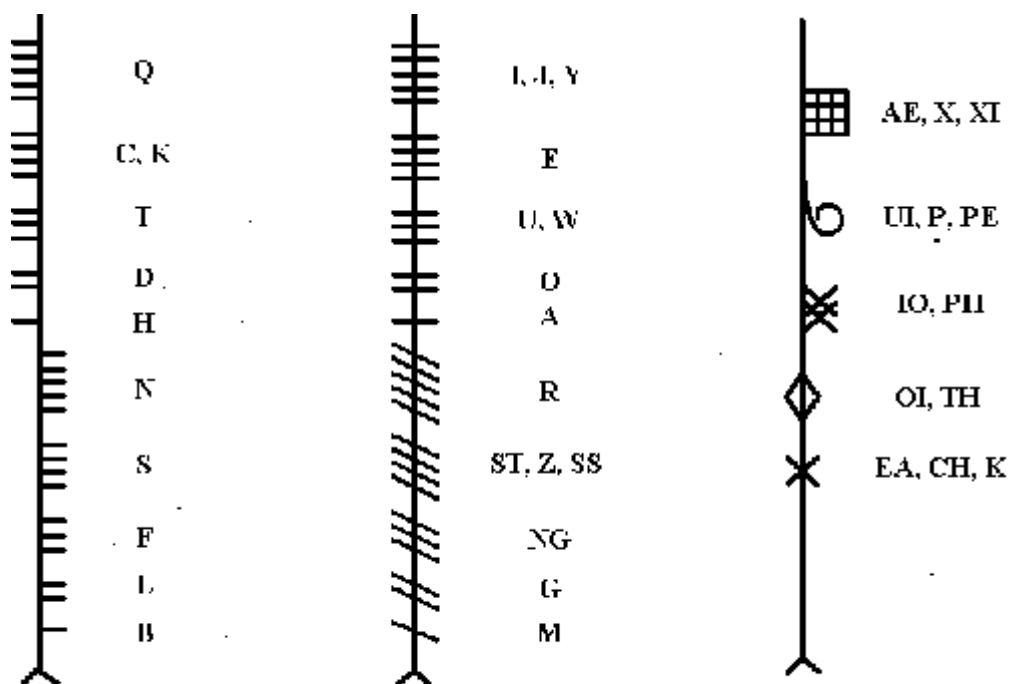 Q
C, K
T
D
H
N
S
F
L
B
I, J, Y
E
U, W
O
A
R
ST, Z, SS
NG
G
M
AE, X, XI
UI, P, PE
IO, PH
OI, TH
EA, CH, K